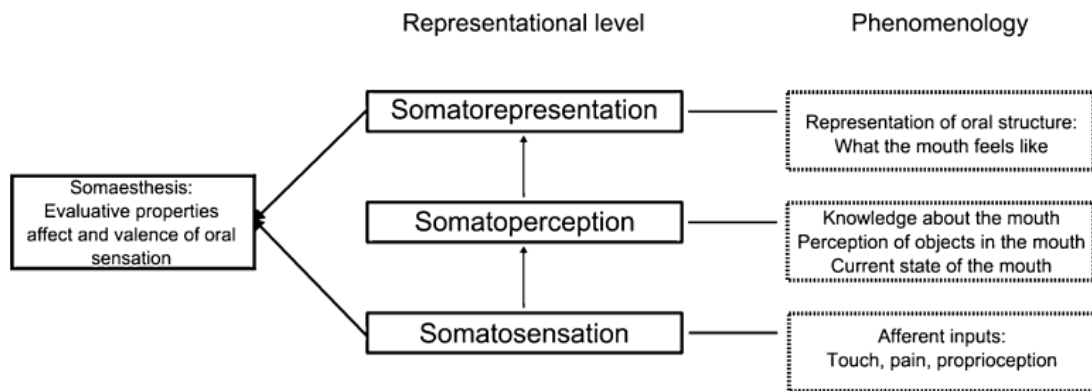 Representational level
Phenomenology
Somatorepresentation
Representation of oral structure:
What the mouth feels like
Somaesthesis:
Evaluative properties
affect and valence of oral
sensation
Somatoperception
Knowledge about the mouth
Perception of objects in the mouth
Current state of the mouth
Somatosensation
Afferent inputs:
Touch, pain, proprioception